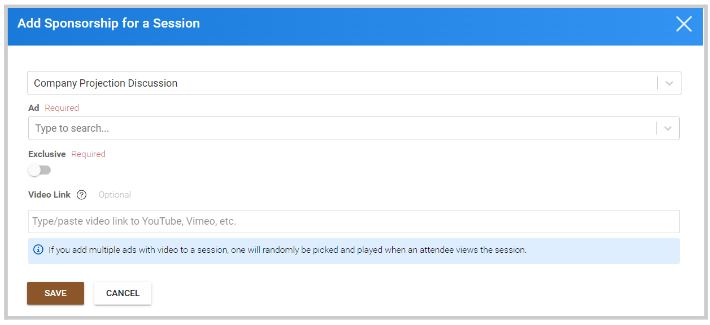 Add Sponsorship for a Session
Company Projection Discussion
Ad Required
Type to search...
Exclusive Required
Video Link ? Optional
Type/paste video link to YouTube, Vimeo, etc.
If you add multiple ads with video to a session, one will randomly be picked and played when an attendee views the session.
SAVE CANCEL